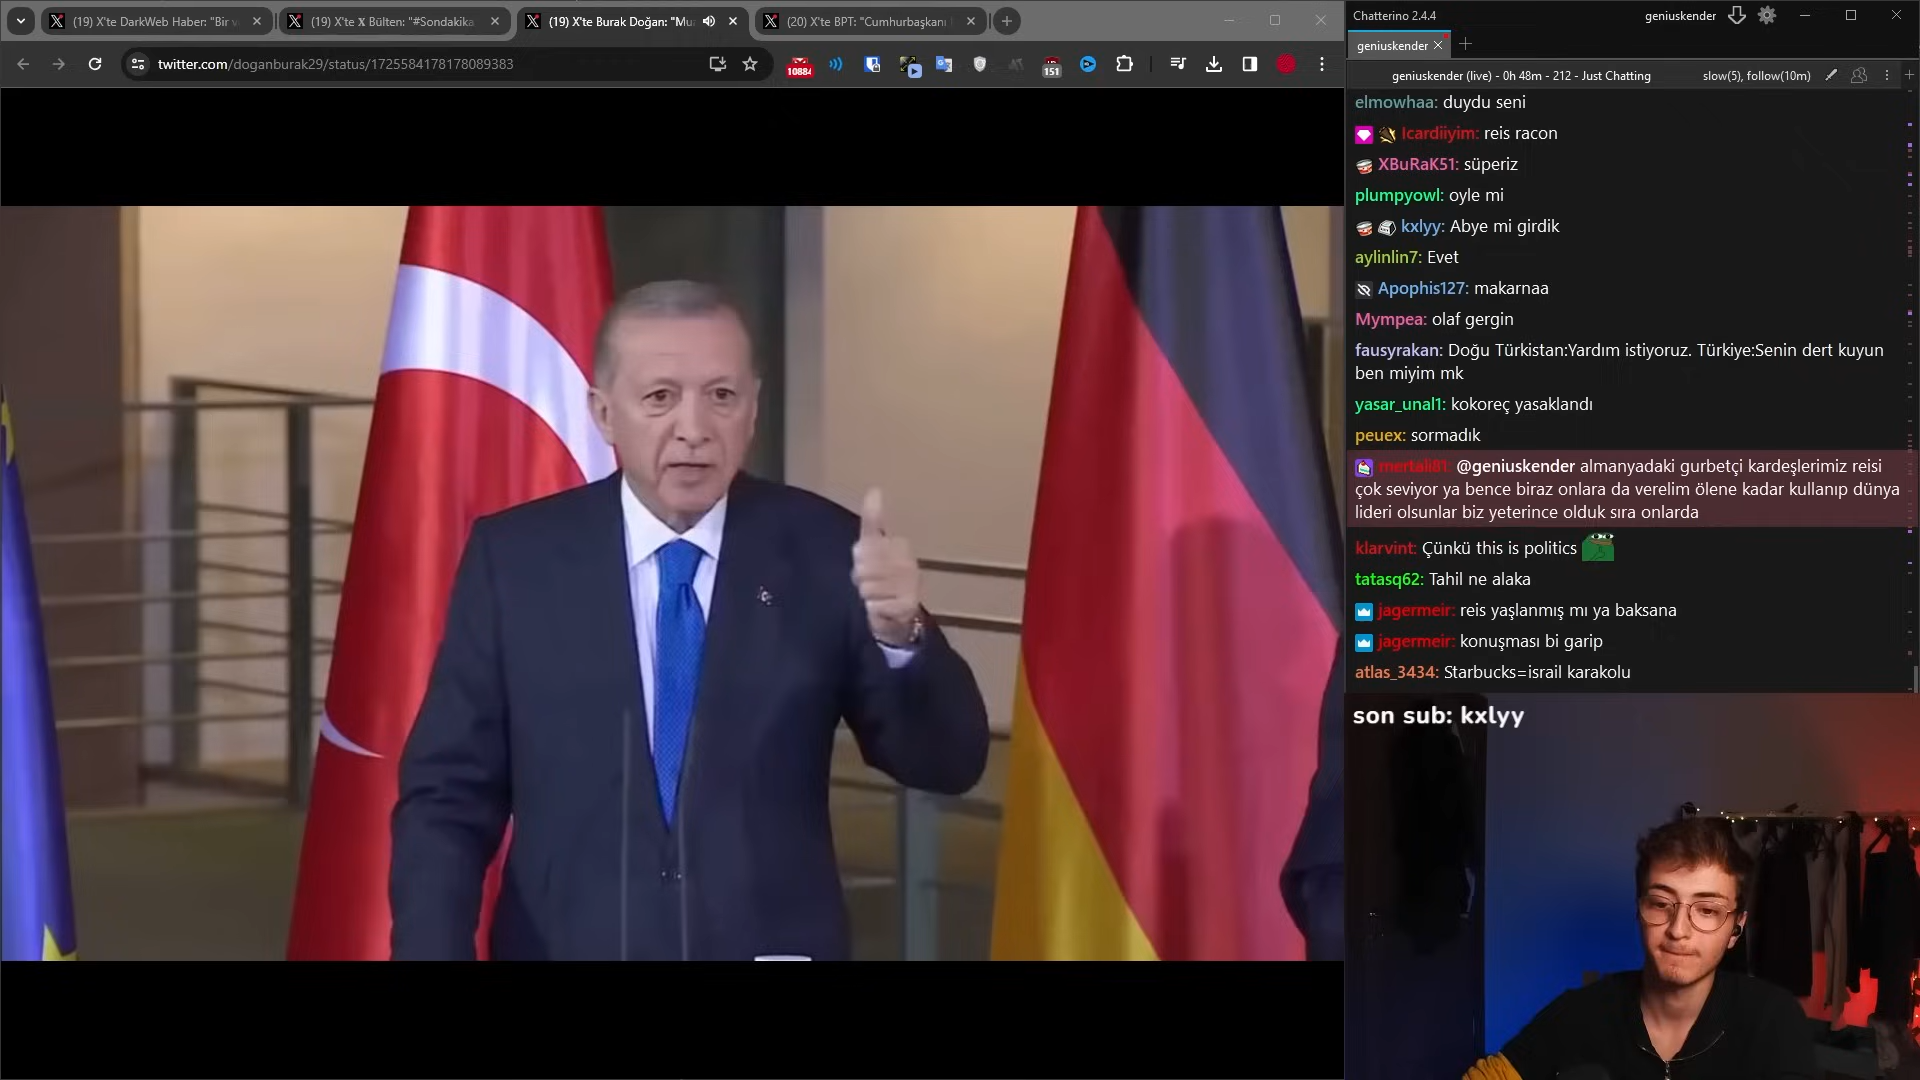 (19) X'te DarkWeb Haber: "Bir v
(19) X'te X Bülten: "#Sondakika
(19) X'te Burak Doğan: "Mu
(20) X'te BPT: "Cumhurbaşkanı
twitter.com/doganburak29/status/1725584178178089383
10884
151
Chatterino 2.4.4
geniuskender
geniuskender
geniuskender (live) - 0h 48m - 212 - Just Chatting
slow(5), follow(10m)
elmowhaa: duydu seni
Icardiiyim: reis racon
XBuRaK51: süperiz
plumpyowl: oyle mi
kxlyy: Abye mi girdik
aylinlin7: Evet
Apophis127: makarnaa
Mympea: olaf gergin
fausyrakan: Doğu Türkistan:Yardım istiyoruz. Türkiye:Senin dert kuyun
ben miyim mk
yasar_unal1: kokoreç yasaklandı
peuex: sormadık
mertali81: @geniuskender almanyadaki gurbetçi kardeşlerimiz reisi
çok seviyor ya bence biraz onlara da verelim ölene kadar kullanıp dünya
lideri olsunlar biz yeterince olduk sıra onlarda
klarvint: Çünkü this is politics
tatasq62: Tahil ne alaka
jagermeir: reis yaşlanmış mı ya baksana
jagermeir: konuşması bi garip
atlas_3434: Starbucks=israil karakolu
son sub: kxlyy